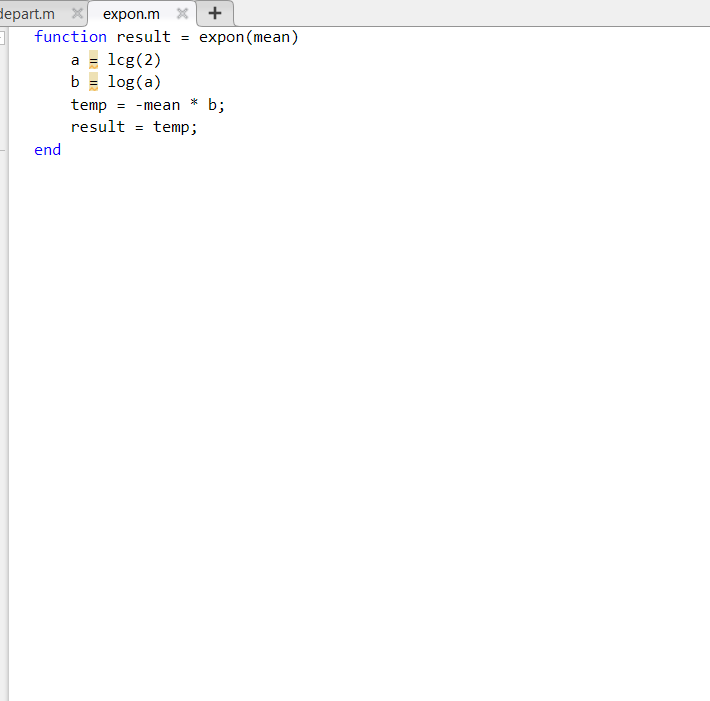 depart.m expon.m +
function result = expon(mean)
a = lcg(2)
b = log(a)
temp = -mean * b;
result = temp;
end